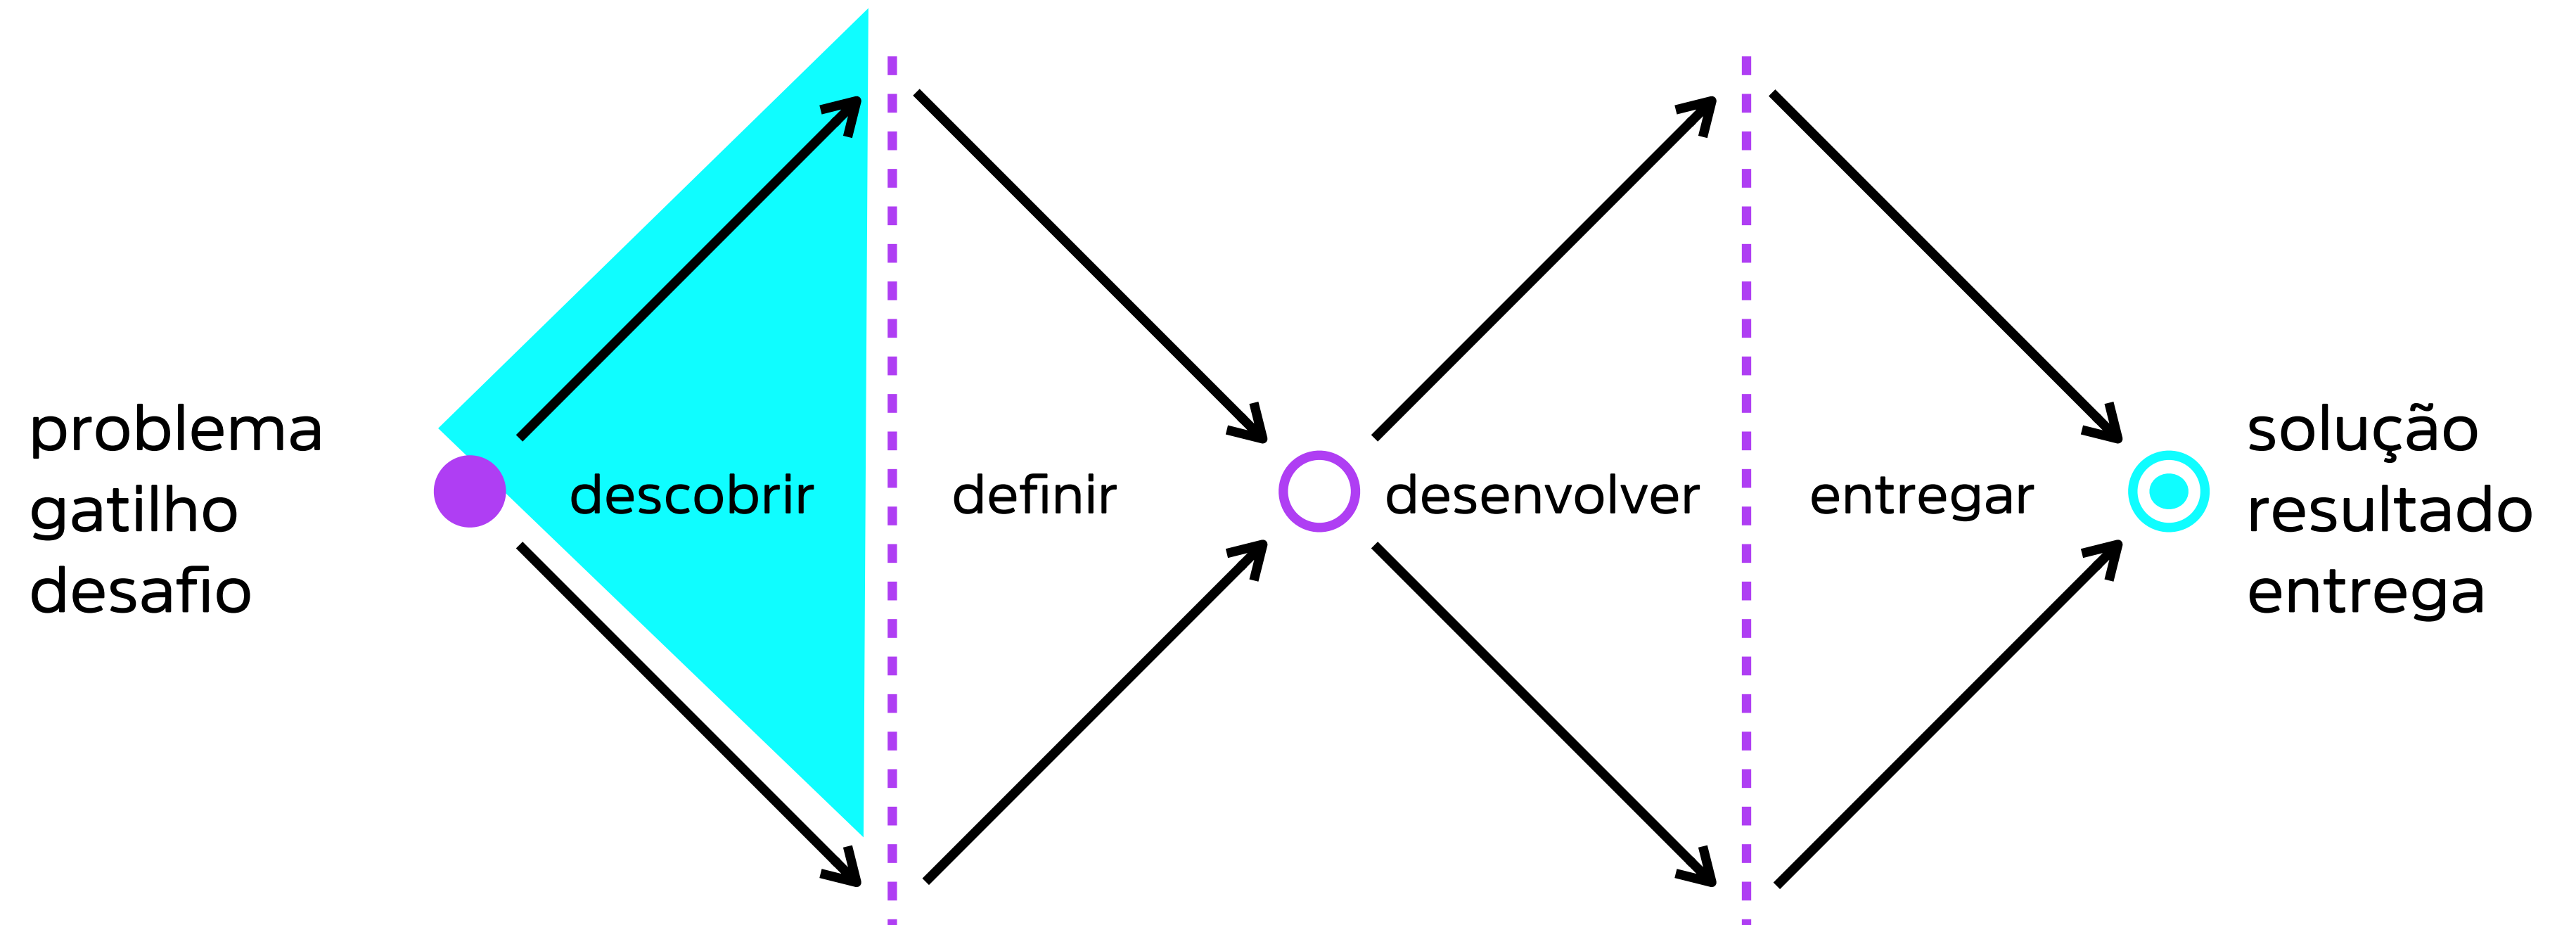 problema
gatilho
desafio
descobrir
definir
desenvolver
entregar
solução
resultado
entrega